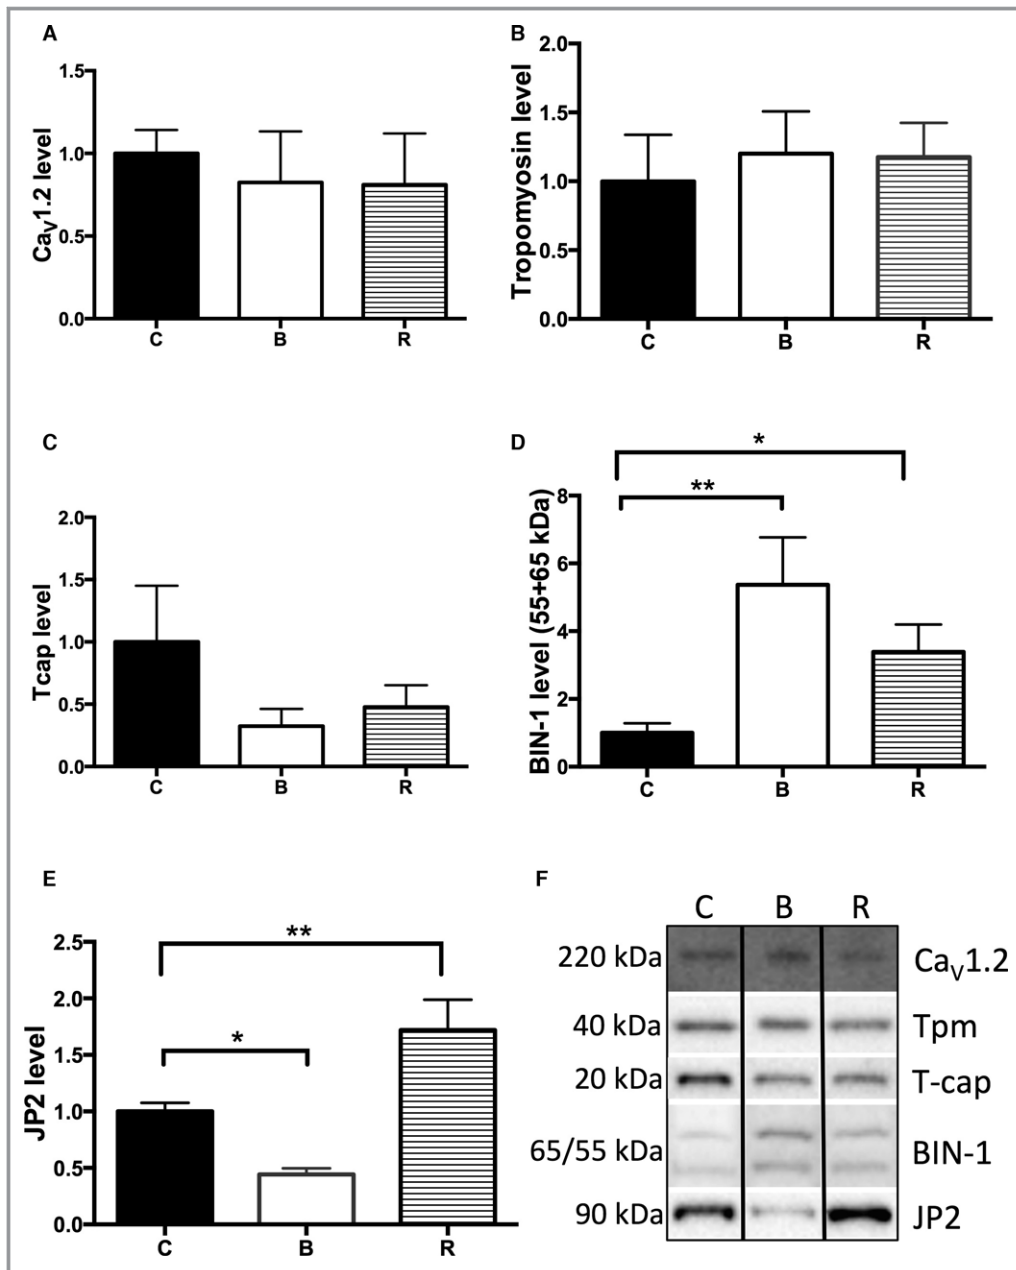 A
Ca_V1.2 level
1.5
1.0
0.5
0.0
C B R
B
Tropomyosin level
2.0
1.5
1.0
0.5
0.0
C B R
C
Tcap level
2.0
1.5
1.0
0.5
0.0
C B R
D
BIN-1 level (55+65 kDa)
*
**
8
6
4
2
0
C B R
E
JP2 level
**
*
2.5
2.0
1.5
1.0
0.5
0.0
C B R
F
C B R
220 kDa Ca_V1.2
40 kDa Tpm
20 kDa T-cap
65/55 kDa BIN-1
90 kDa JP2